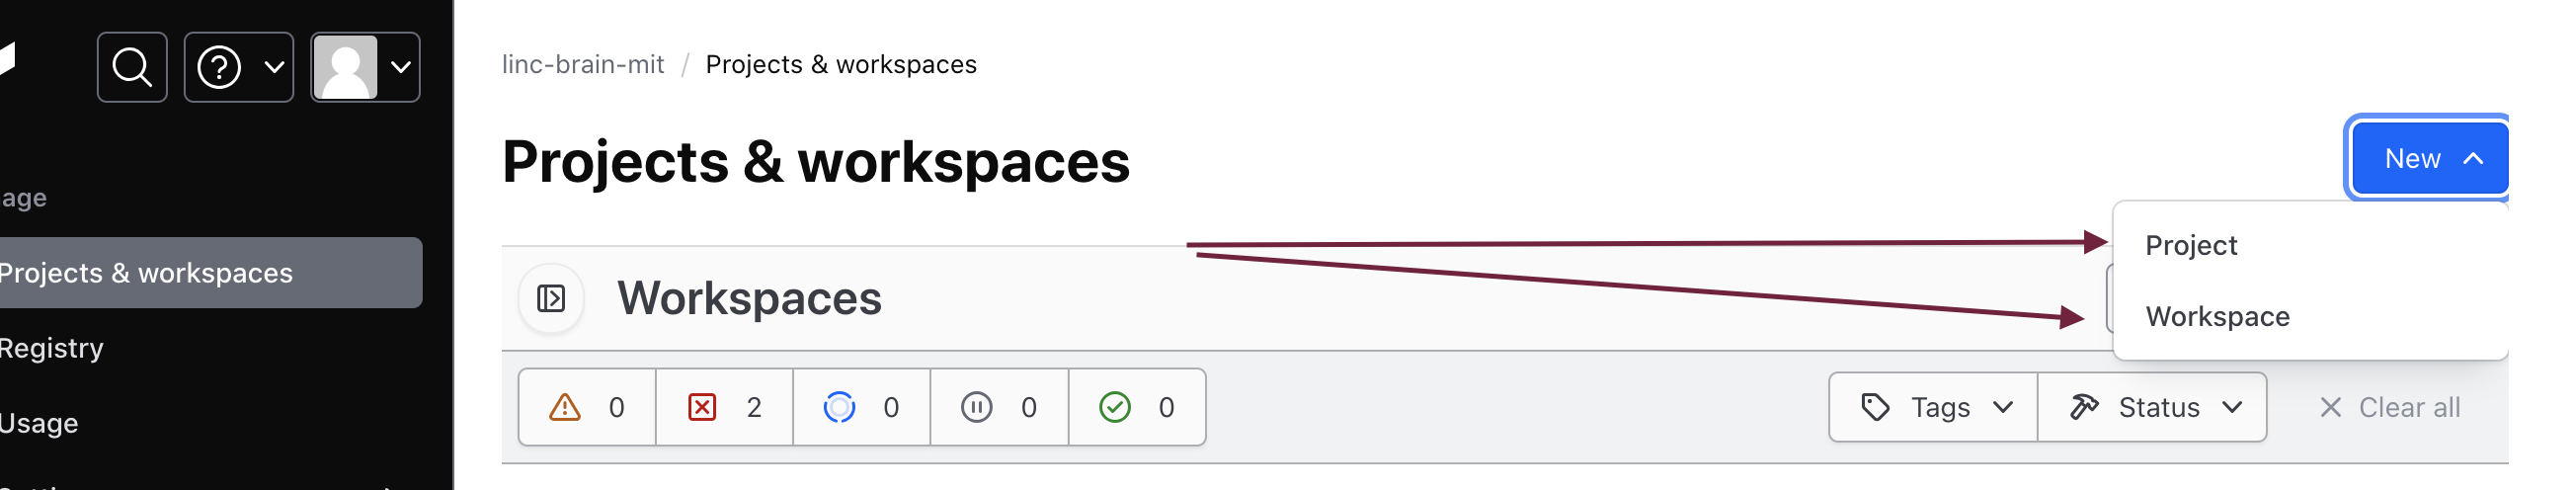 age
Projects & workspaces
Registry
Usage
linc-brain-mit / Projects & workspaces
Projects & workspaces
New
Project
Workspace
Workspaces
0
2
0
0
0
Tags
Status
Clear all